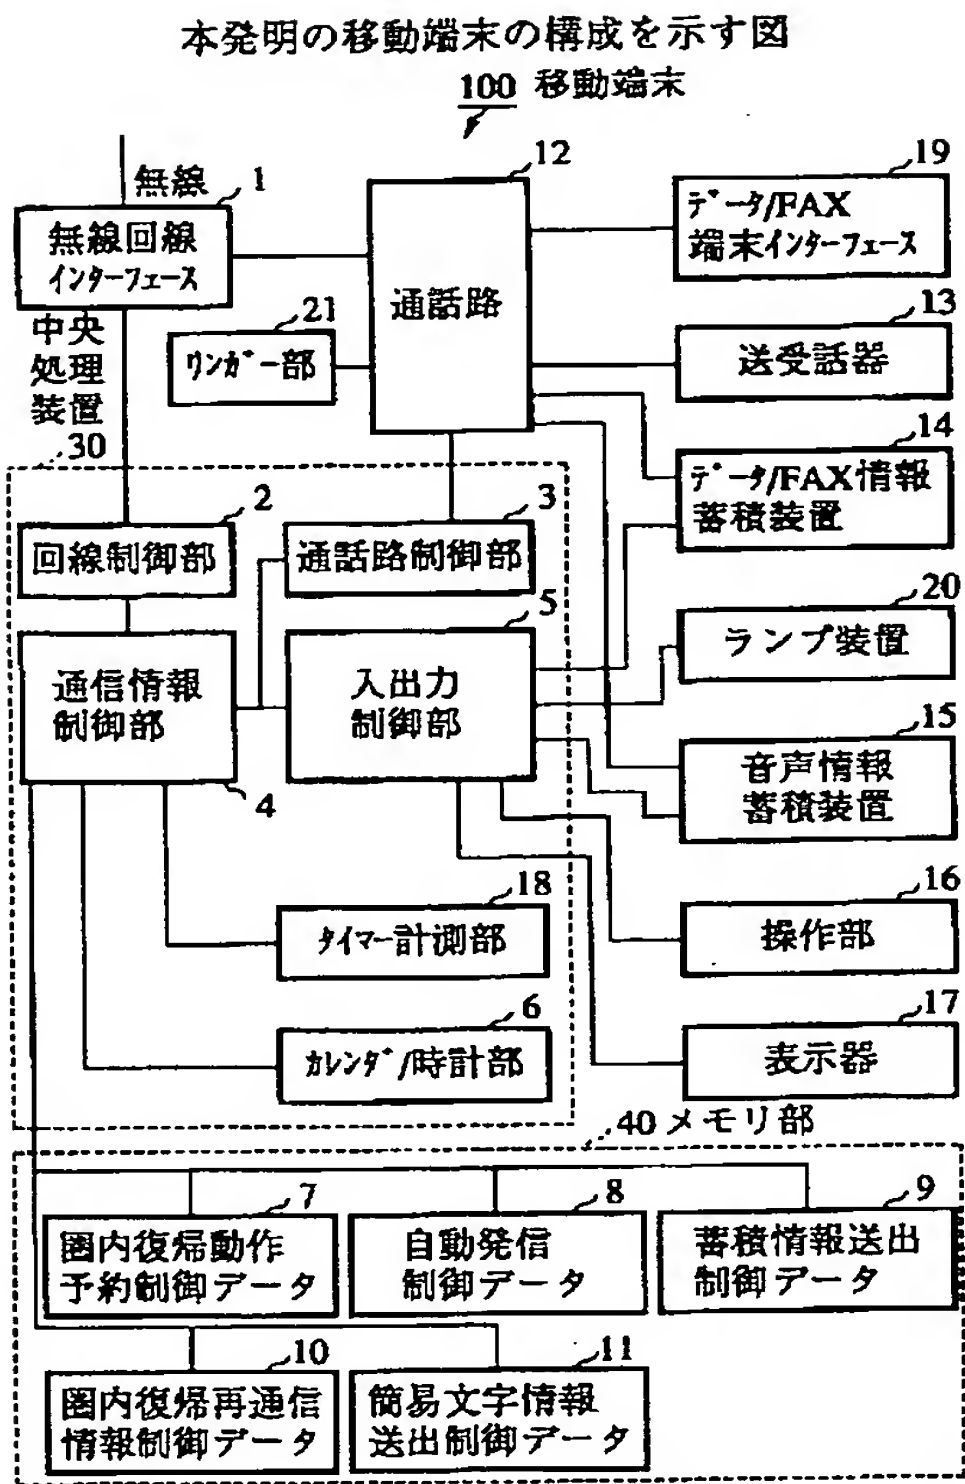 本発明の移動端末の構成を示す図
100 移動端末
無線
1
無線回線
インターフェース
12
通話路
19
データ/FAX
端末インターフェース
21
リンガー部
13
送受話器
中央
処理
装置
30
14
データ/FAX情報
蓄積装置
2
回線制御部
3
通話路制御部
20
ランプ装置
4
通信情報
制御部
5
入出力
制御部
15
音声情報
蓄積装置
18
タイマー計測部
16
操作部
6
カレンダ/時計部
17
表示器
40 メモリ部
7
圏内復帰動作
予約制御データ
8
自動発信
制御データ
9
蓄積情報送出
制御データ
10
圏内復帰再通信
情報制御データ
11
簡易文字情報
送出制御データ